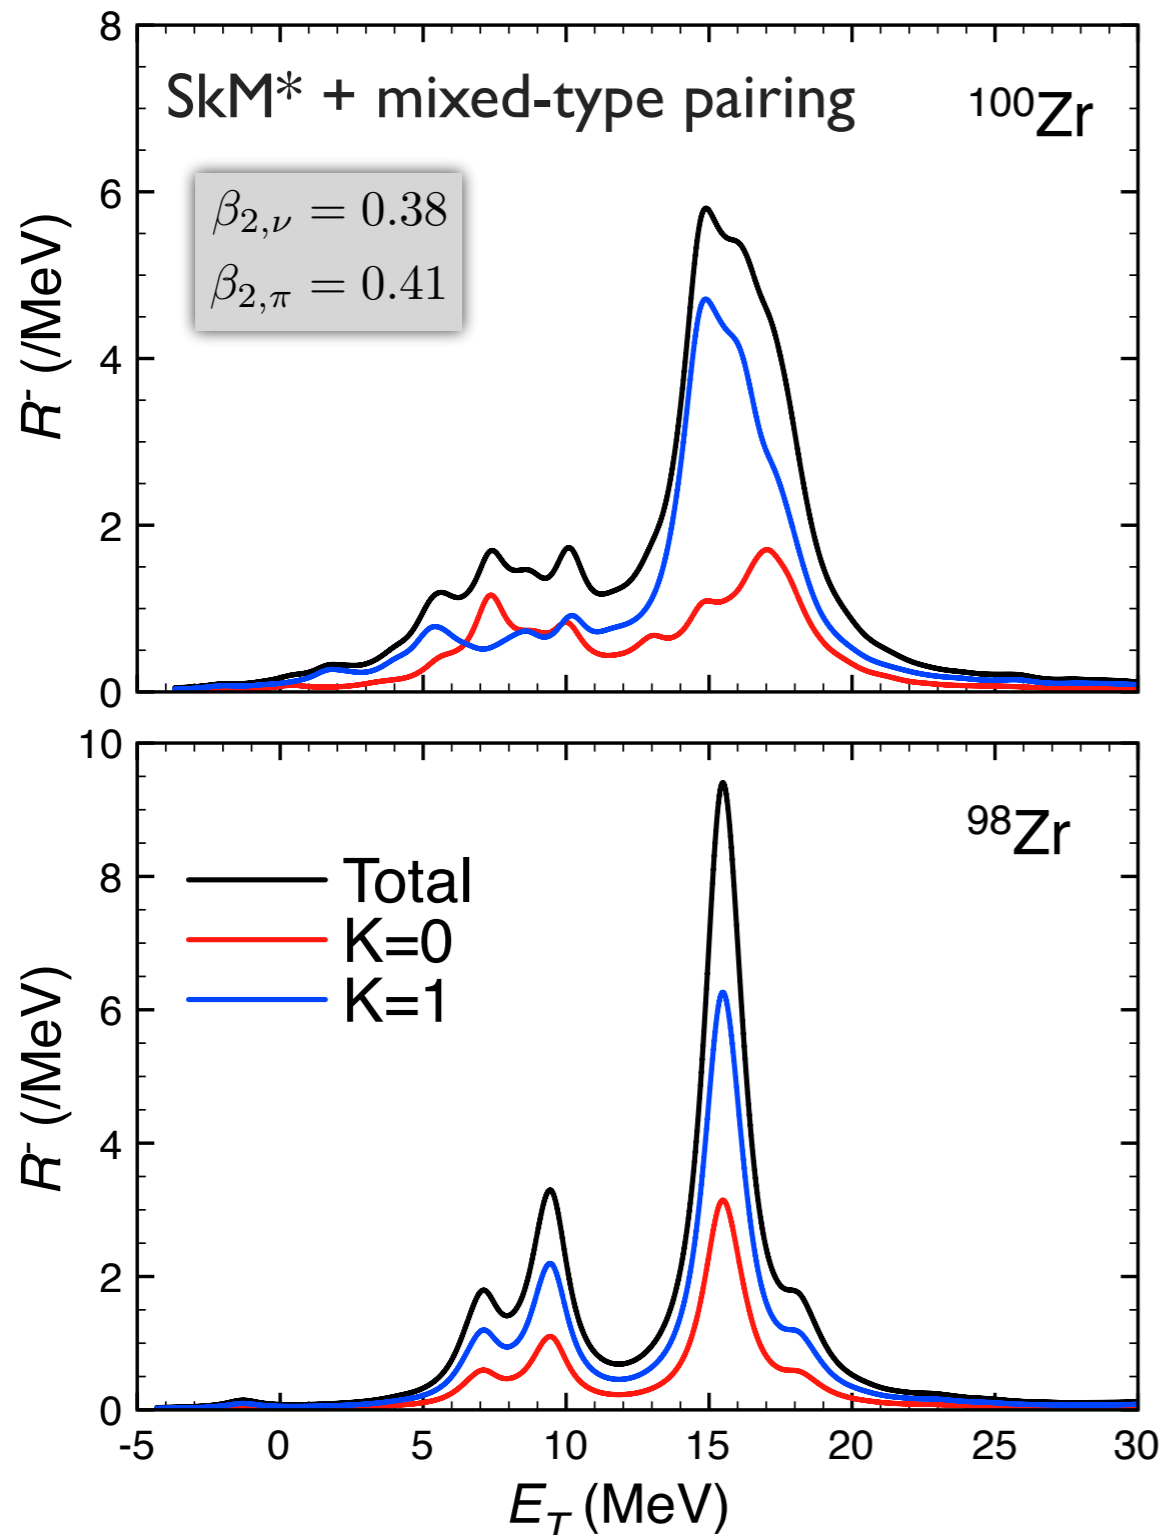 8
SkM* + mixed-type pairing
¹⁰⁰Zr
β₂,ν = 0.38
β₂,π = 0.41
6
4
2
0
R⁻ (/MeV)
10
⁹⁸Zr
8
Total
K=0
K=1
6
4
2
0
R⁻ (/MeV)
-5 0 5 10 15 20 25 30
E_T (MeV)